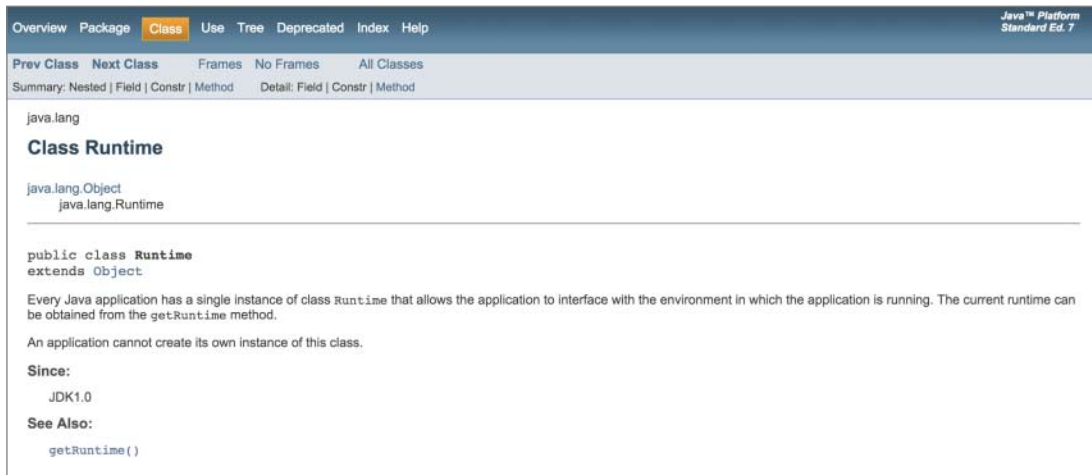 Overview Package Class Use Tree Deprecated Index Help
Java™ Platform
Standard Ed. 7
Prev Class Next Class Frames No Frames All Classes
Summary: Nested | Field | Constr | Method Detail: Field | Constr | Method
java.lang
Class Runtime
java.lang.Object
java.lang.Runtime
public class Runtime
extends Object
Every Java application has a single instance of class Runtime that allows the application to interface with the environment in which the application is running. The current runtime can
be obtained from the getRuntime method.
An application cannot create its own instance of this class.
Since:
JDK1.0
See Also:
getRuntime()